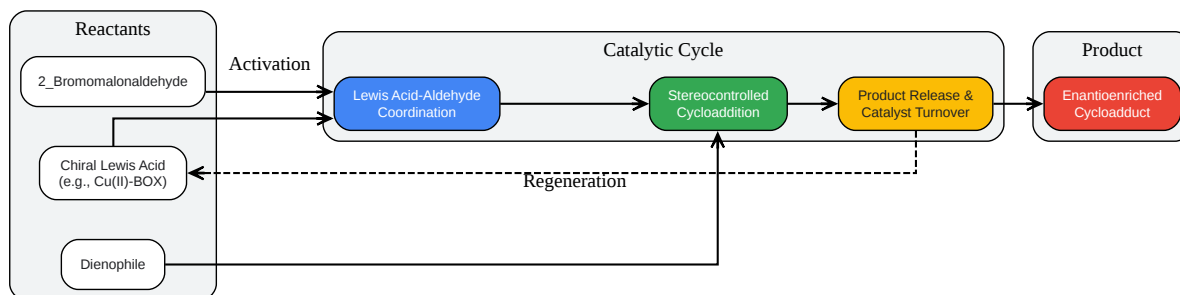 Reactants
2_Bromomalonaldehyde
Chiral Lewis Acid
(e.g., Cu(II)-BOX)
Dienophile
Activation
Catalytic Cycle
Lewis Acid-Aldehyde
Coordination
Stereocontrolled
Cycloaddition
Product Release &
Catalyst Turnover
Regeneration
Product
Enantioenriched
Cycloadduct